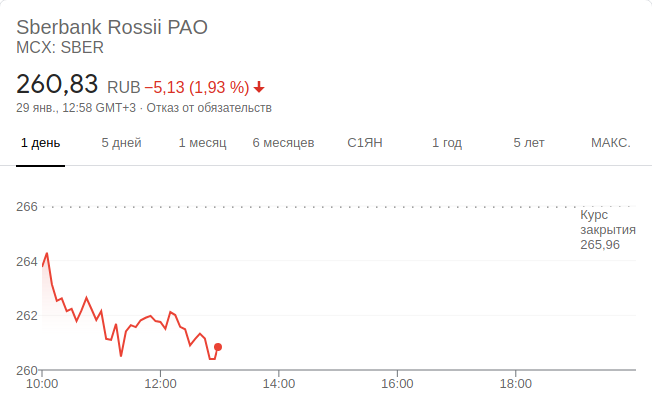 Sberbank Rossii PAO
MCX: SBER
260,83 RUB −5,13 (1,93 %)
29 янв., 12:58 GMT+3 · Отказ от обязательств
1 день 5 дней 1 месяц 6 месяцев С1ЯН 1 год 5 лет МАКС.
266
Курс
закрытия
265,96
264
262
260
10:00 12:00 14:00 16:00 18:00